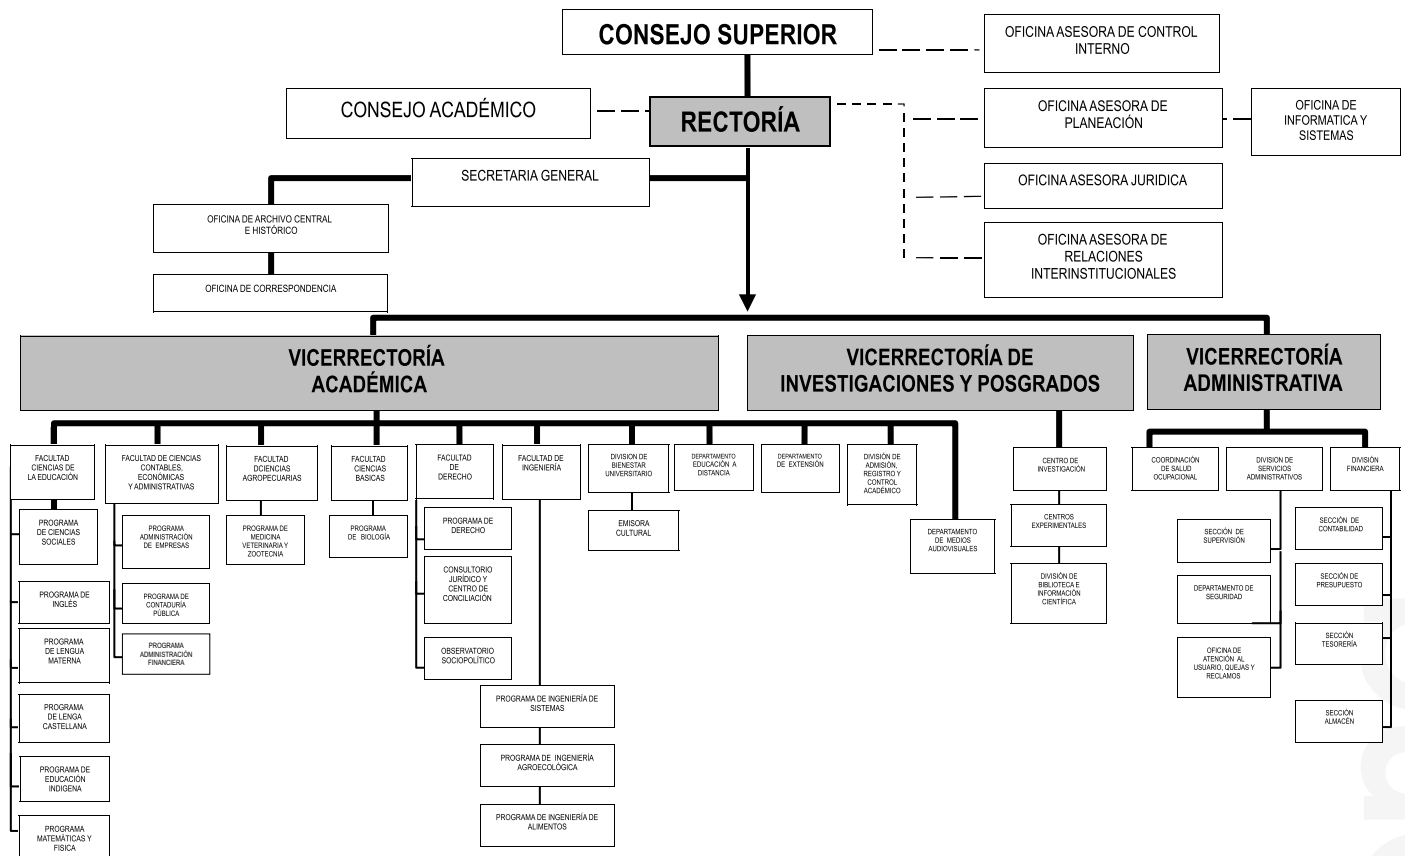 CONSEJO SUPERIOR
OFICINA ASESORA DE CONTROL
INTERNO
CONSEJO ACADÉMICO
RECTORÍA
OFICINA ASESORA DE
PLANEACIÓN
OFICINA DE
INFORMATICA Y
SISTEMAS
SECRETARIA GENERAL
OFICINA ASESORA JURIDICA
OFICINA DE ARCHIVO CENTRAL
E HISTÓRICO
OFICINA ASESORA DE
RELACIONES
INTERINSTITUCIONALES
OFICINA DE CORRESPONDENCIA
VICERRECTORÍA
ACADÉMICA
VICERRECTORÍA DE
INVESTIGACIONES Y POSGRADOS
VICERRECTORÍA
ADMINISTRATIVA
FACULTAD
CIENCIAS DE
LA EDUCACIÓN
FACULTAD DE CIENCIAS
CONTABLES,
ECONÓMICAS
Y ADMINISTRATIVAS
FACULTAD
DCIENCIAS
AGROPECUARIAS
FACULTAD
CIENCIAS
BASICAS
FACULTAD
DE
DERECHO
FACULTAD DE
INGENIERÍA
DIVISION DE
BIENESTAR
UNIVERSITARIO
DEPARTAMENTO
EDUCACIÓN A
DISTANCIA
DEPARTAMENTO
DE EXTENSIÓN
DIVISIÓN DE
ADMISIÓN,
REGISTRO Y
CONTROL
ACADÉMICO
CENTRO DE
INVESTIGACIÓN
COORDINACIÓN
DE SALUD
OCUPACIONAL
DIVISION DE
SERVICIOS
ADMINISTRATIVOS
DIVISIÓN
FINANCIERA
PROGRAMA
DE CIENCIAS
SOCIALES
PROGRAMA
ADMINISTRACIÓN
DE EMPRESAS
PROGRAMA DE
MEDICINA
VETERINARIA Y
ZOOTECNIA
PROGRAMA
DE BIOLOGÍA
PROGRAMA DE
DERECHO
EMISORA
CULTURAL
DEPARTAMENTO
DE MEDIOS
AUDIOVISUALES
CENTROS
EXPERIMENTALES
SECCIÓN DE
SUPERVISIÓN
SECCIÓN DE
CONTABILIDAD
PROGRAMA DE
INGLÉS
PROGRAMA DE
CONTADURÍA
PÚBLICA
CONSULTORIO
JURÍDICO Y
CENTRO DE
CONCILIACIÓN
DIVISIÓN DE
BIBLIOTECA E
INFORMACIÓN
CIENTÍFICA
DEPARTAMENTO DE
SEGURIDAD
SECCIÓN DE
PRESUPUESTO
PROGRAMA
DE LENGUA
MATERNA
PROGRAMA
ADMINISTRACIÓN
FINANCIERA
OBSERVATORIO
SOCIOPOLÍTICO
OFICINA DE
ATENCIÓN AL
USUARIO, QUEJAS Y
RECLAMOS
SECCIÓN
TESORERÍA
PROGRAMA
DE LENGA
CASTELLANA
PROGRAMA DE INGENIERÍA DE
SISTEMAS
SECCIÓN
ALMACÉN
PROGRAMA DE
EDUCACIÓN
INDIGENA
PROGRAMA DE INGENIERÍA
AGROECOLÓGICA
PROGRAMA
MATEMÁTICAS Y
FISICA
PROGRAMA DE INGENIERÍA DE
ALIMENTOS